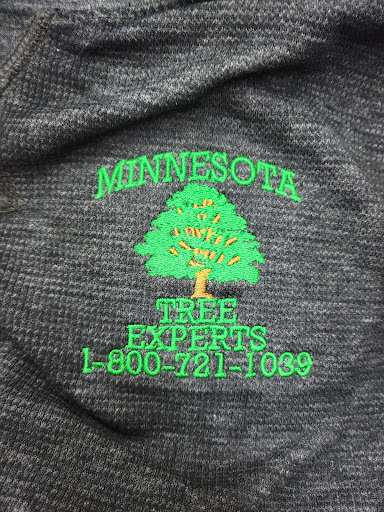 MINNESOTA
TREE
EXPERTS
1-800-721-1039